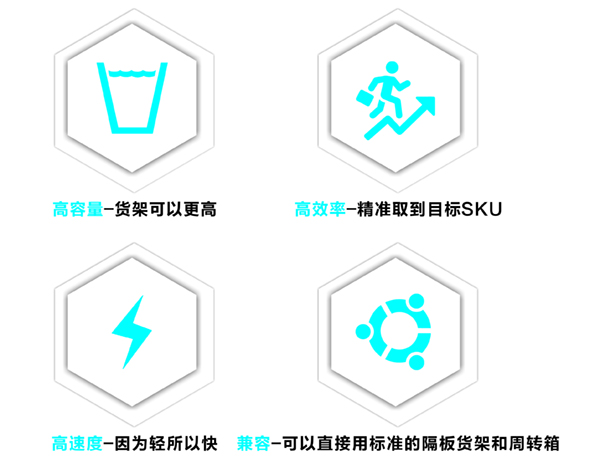 高容量-货架可以更高
高效率-精准取到目标SKU
高速度-因为轻所以快
兼容-可以直接用标准的隔板货架和周转箱